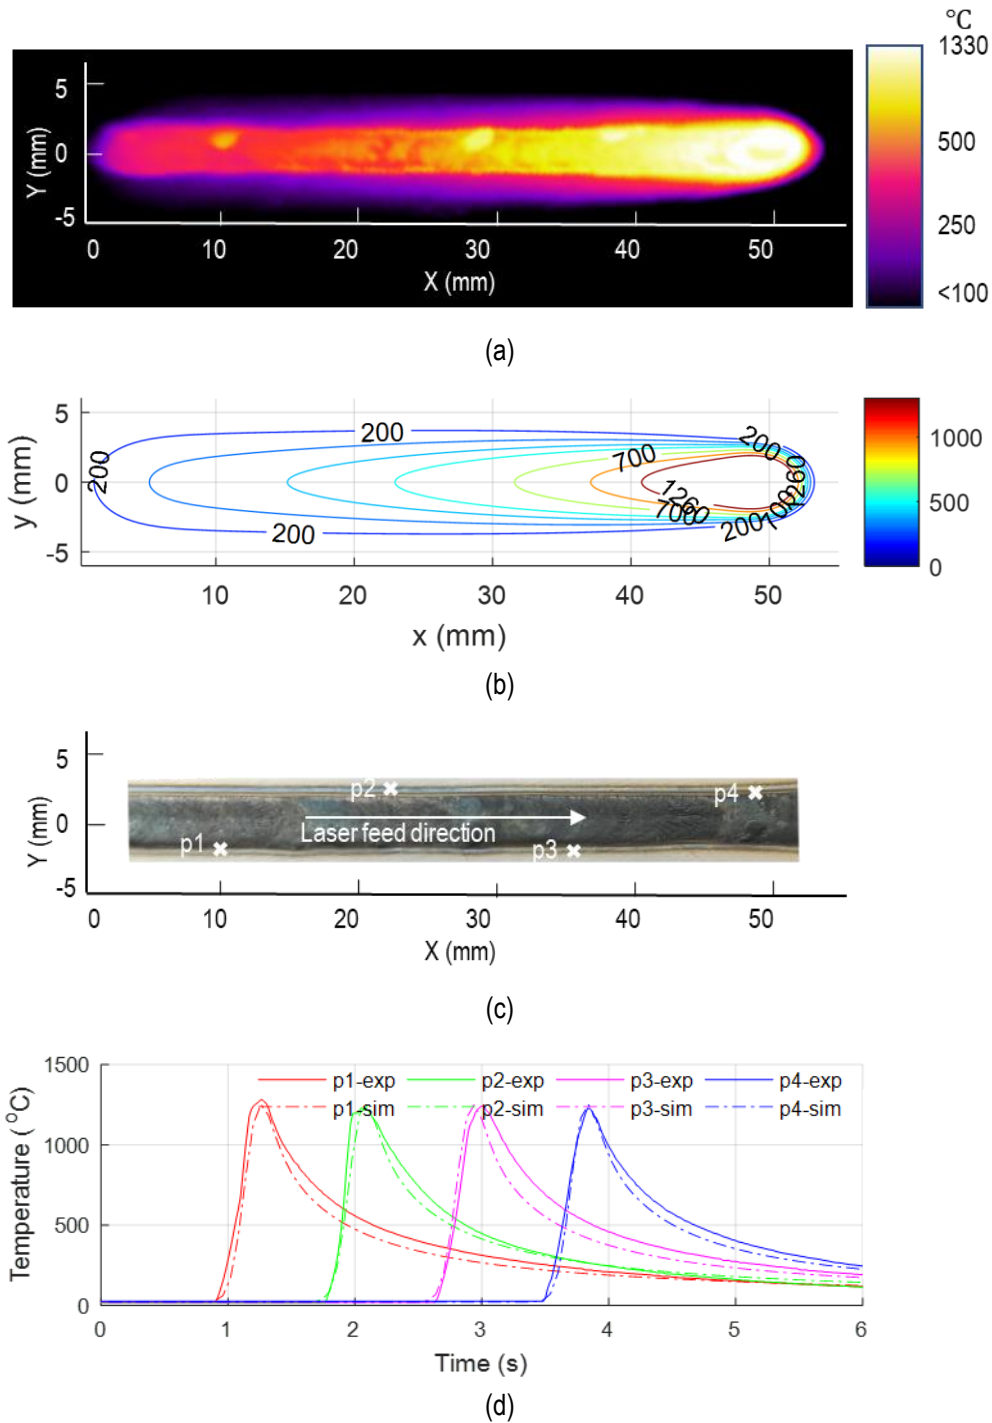 °C
1330
500
250
<100
5
0
-5
Y (mm)
0 10 20 30 40 50
X (mm)
(a)
5
0
-5
y (mm)
200
200
200
200
200
700
700
700
1260
1260
1000
500
0
10 20 30 40 50
x (mm)
(b)
5
0
-5
Y (mm)
p1
p2
p3
p4
Laser feed direction
0 10 20 30 40 50
X (mm)
(c)
1500
1000
500
0
Temperature ( °C)
p1-exp p2-exp p3-exp p4-exp
p1-sim p2-sim p3-sim p4-sim
0 1 2 3 4 5 6
Time (s)
(d)